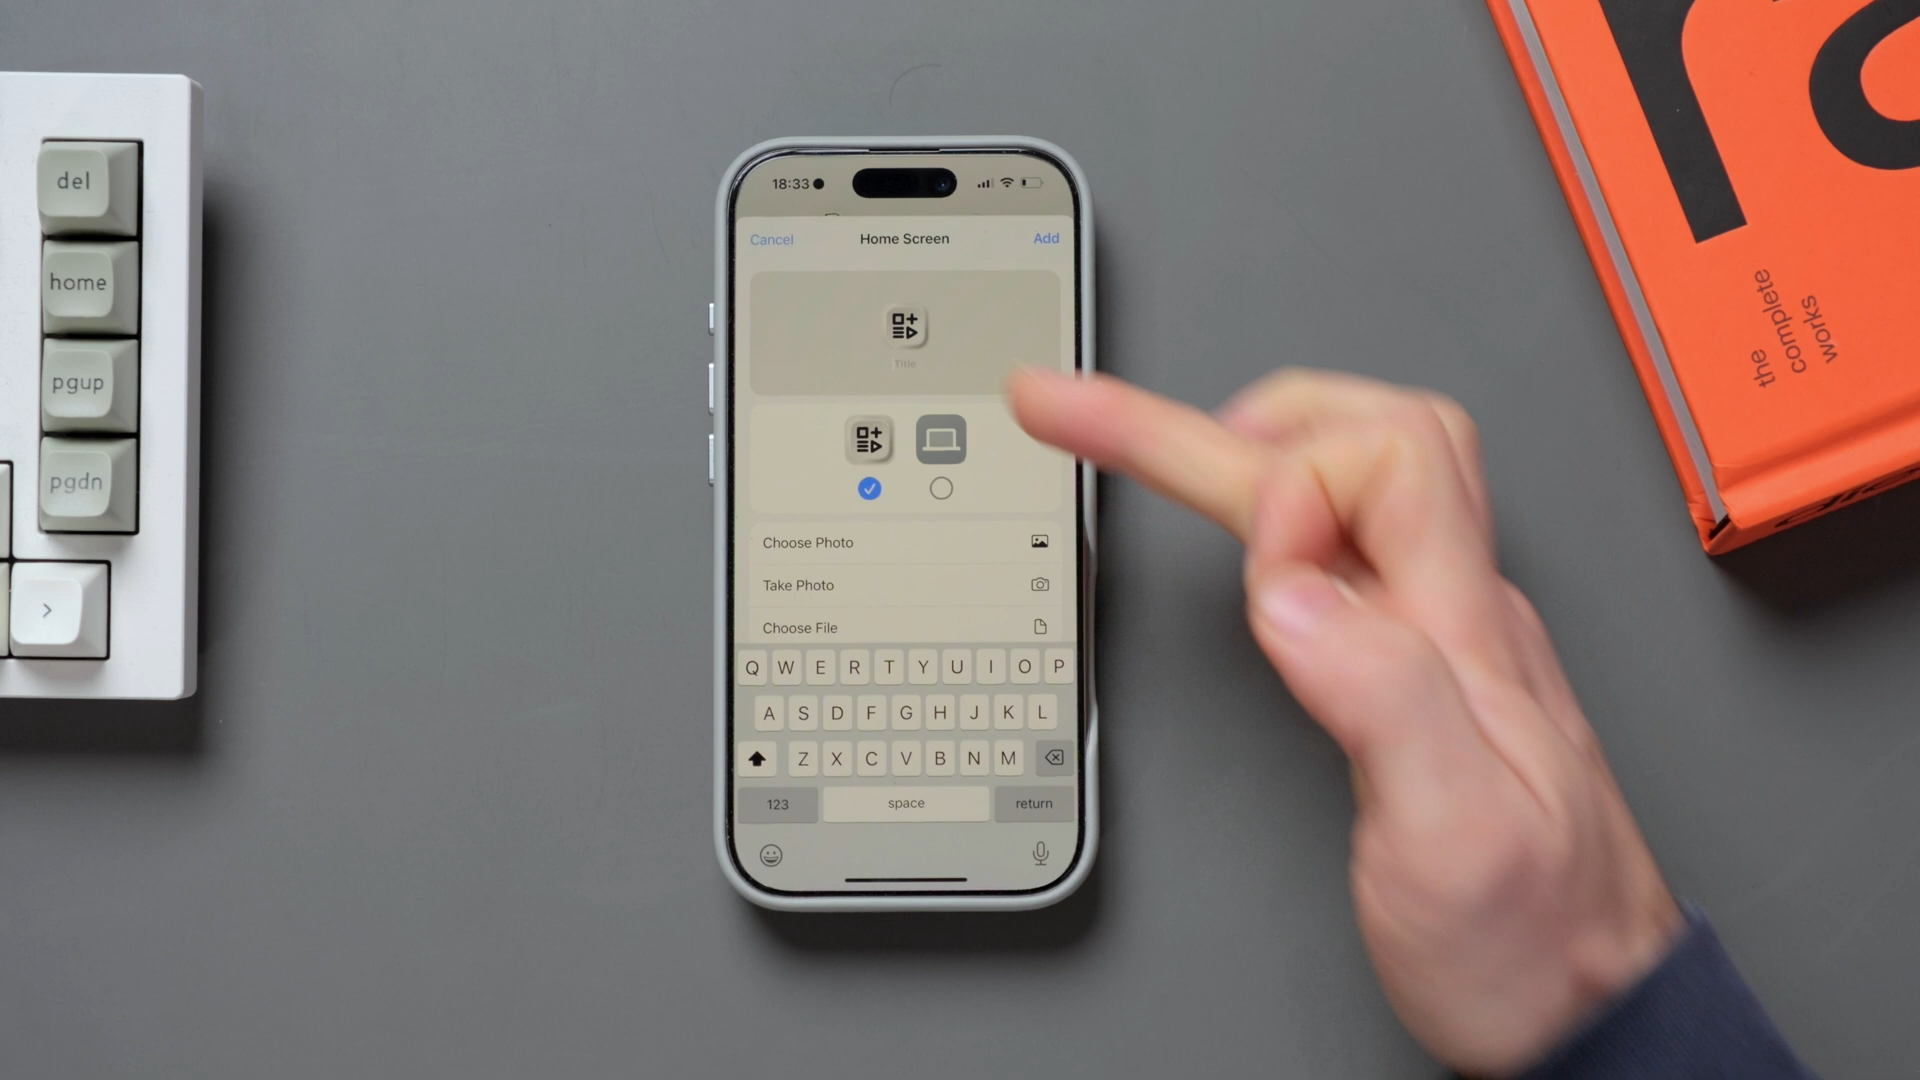 del
home
pgup
pgdn
>
18:33
Cancel
Home Screen
Add
Title
Choose Photo
Take Photo
Choose File
Q W E R T Y U I O P
A S D F G H J K L
Z X C V B N M
123
space
return
the
complete
works